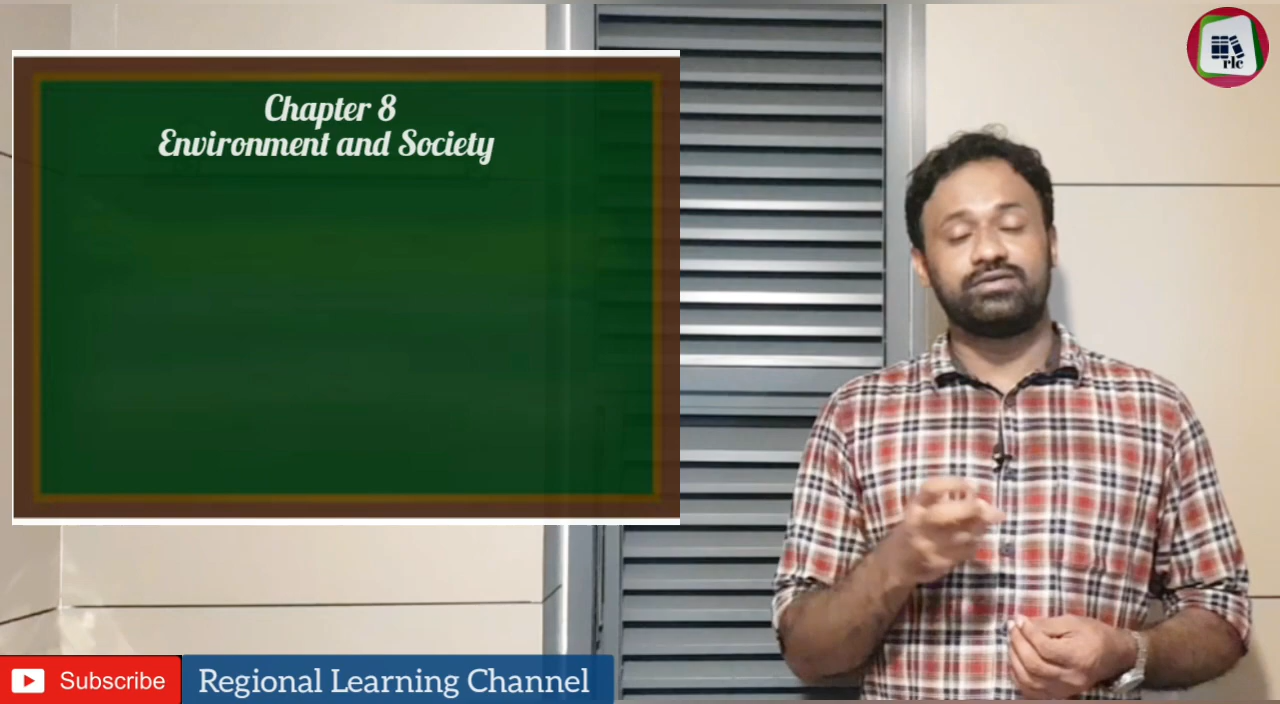 Chapter 8
Environment and Society
rlc
Subscribe
Regional Learning Channel